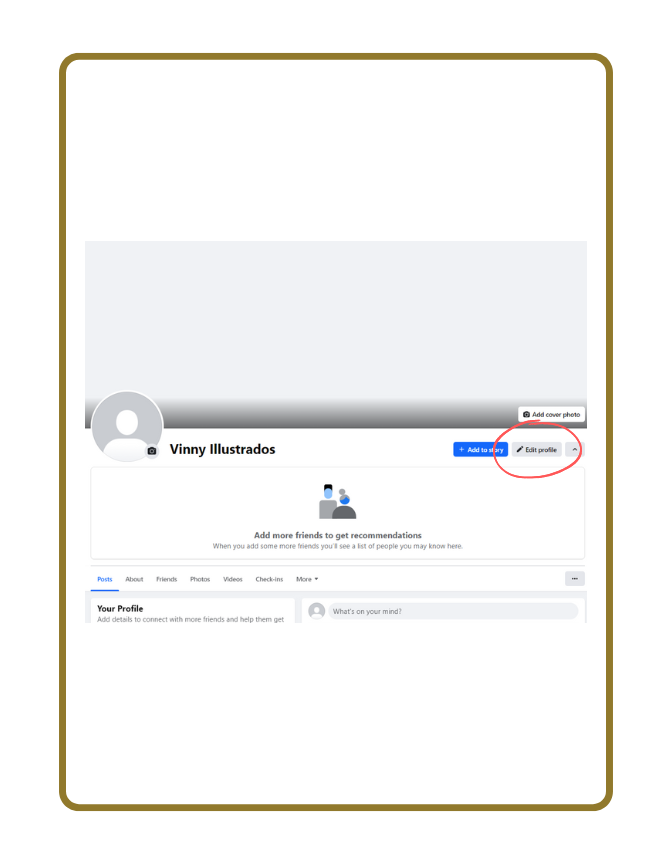 Add cover photo
Vinny Illustrados
+ Add to story
Edit profile
Add more friends to get recommendations
When you add some more friends you'll see a list of people you may know here.
Posts About Friends Photos Videos Check-ins More
Your Profile
Add details to connect with more friends and help them get
What's on your mind?